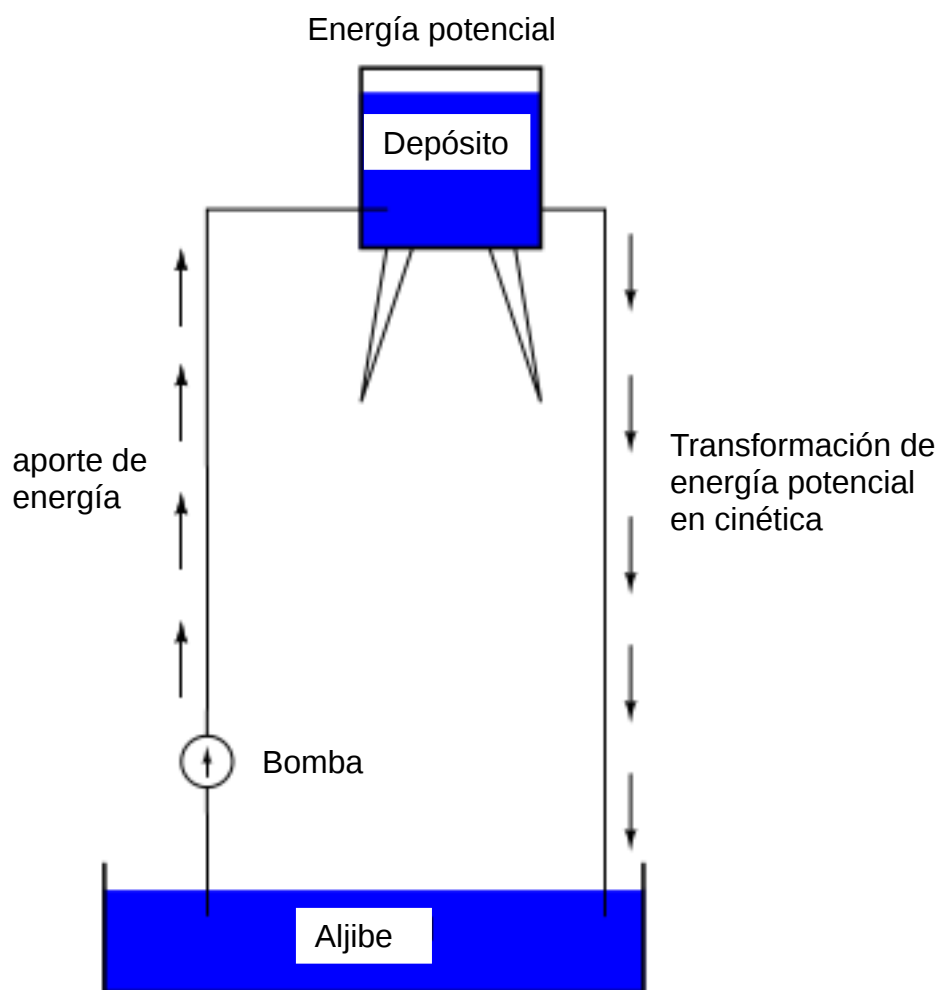 Energía potencial
Depósito
aporte de
energía
Transformación de
energía potencial
en cinética
Bomba
Aljibe